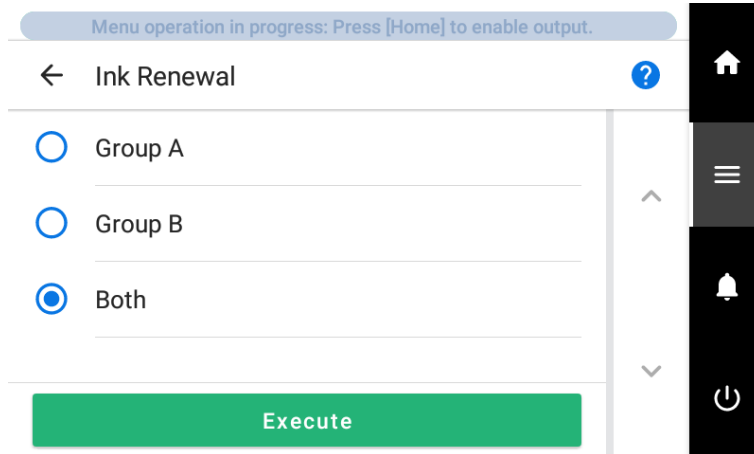 Menu operation in progress: Press [Home] to enable output.
Ink Renewal
?
Group A
Group B
Both
Execute